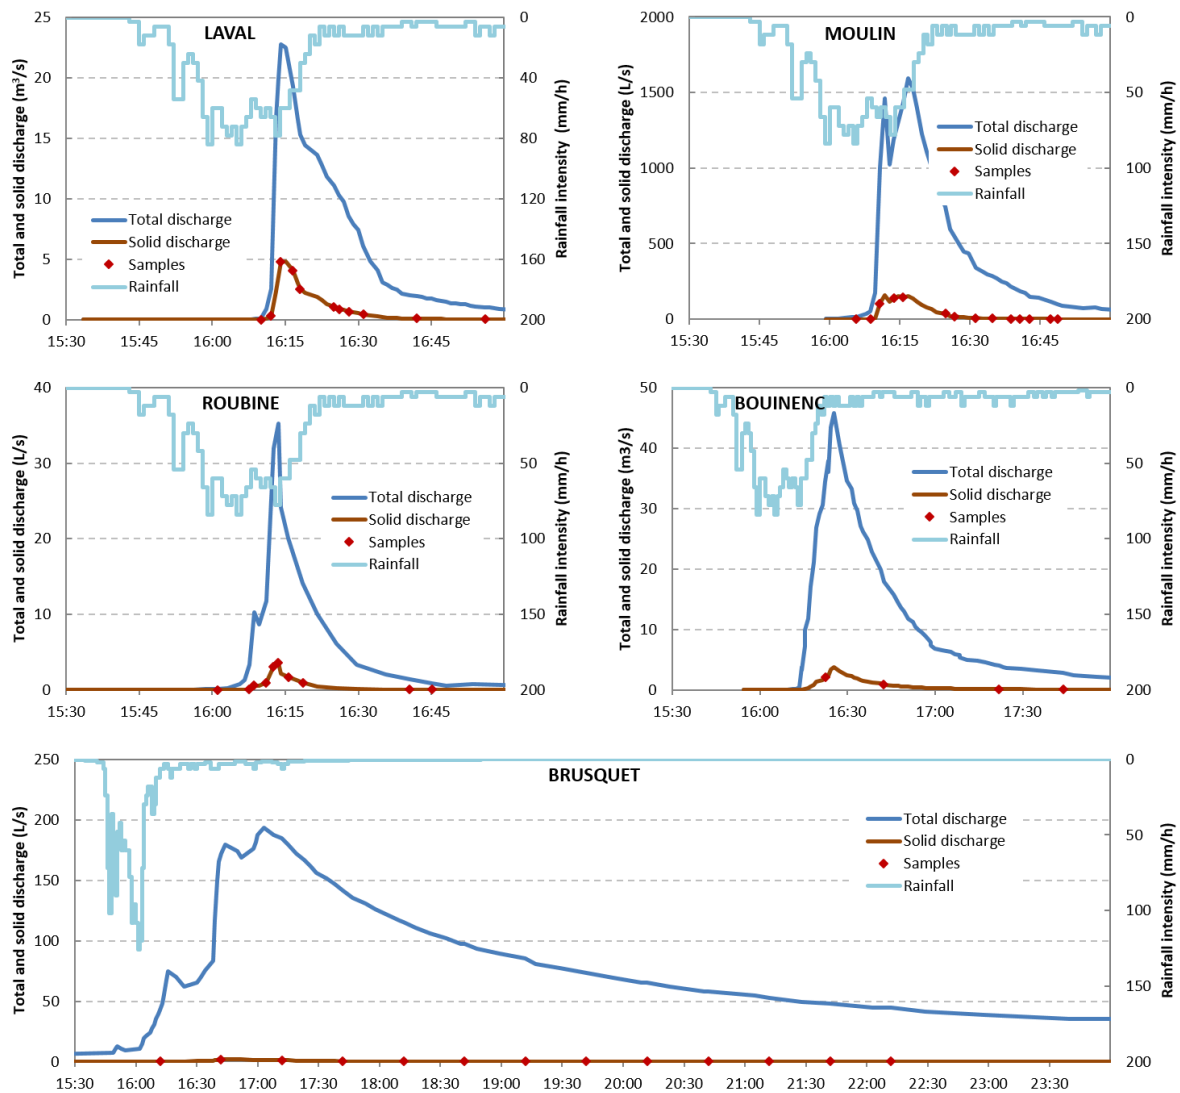 LAVAL
Total and solid discharge (m³/s)
25
20
15
10
5
0
0
40
80
120
160
200
Rainfall intensity (mm/h)
Total discharge
Solid discharge
Samples
Rainfall
15:30 15:45 16:00 16:15 16:30 16:45
MOULIN
Total and solid discharge (L/s)
2000
1500
1000
500
0
0
50
100
150
200
Rainfall intensity (mm/h)
Total discharge
Solid discharge
Samples
Rainfall
15:30 15:45 16:00 16:15 16:30 16:45
ROUBINE
Total and solid discharge (L/s)
40
30
20
10
0
0
50
100
150
200
Rainfall intensity (mm/h)
Total discharge
Solid discharge
Samples
Rainfall
15:30 15:45 16:00 16:15 16:30 16:45
BOUINENC
Total and solid discharge (m3/s)
50
40
30
20
10
0
0
50
100
150
200
Rainfall intensity (mm/h)
Total discharge
Solid discharge
Samples
Rainfall
15:30 16:00 16:30 17:00 17:30
BRUSQUET
Total and solid discharge (L/s)
250
200
150
100
50
0
0
50
100
150
200
Rainfall intensity (mm/h)
Total discharge
Solid discharge
Samples
Rainfall
15:30 16:00 16:30 17:00 17:30 18:00 18:30 19:00 19:30 20:00 20:30 21:00 21:30 22:00 22:30 23:00 23:30